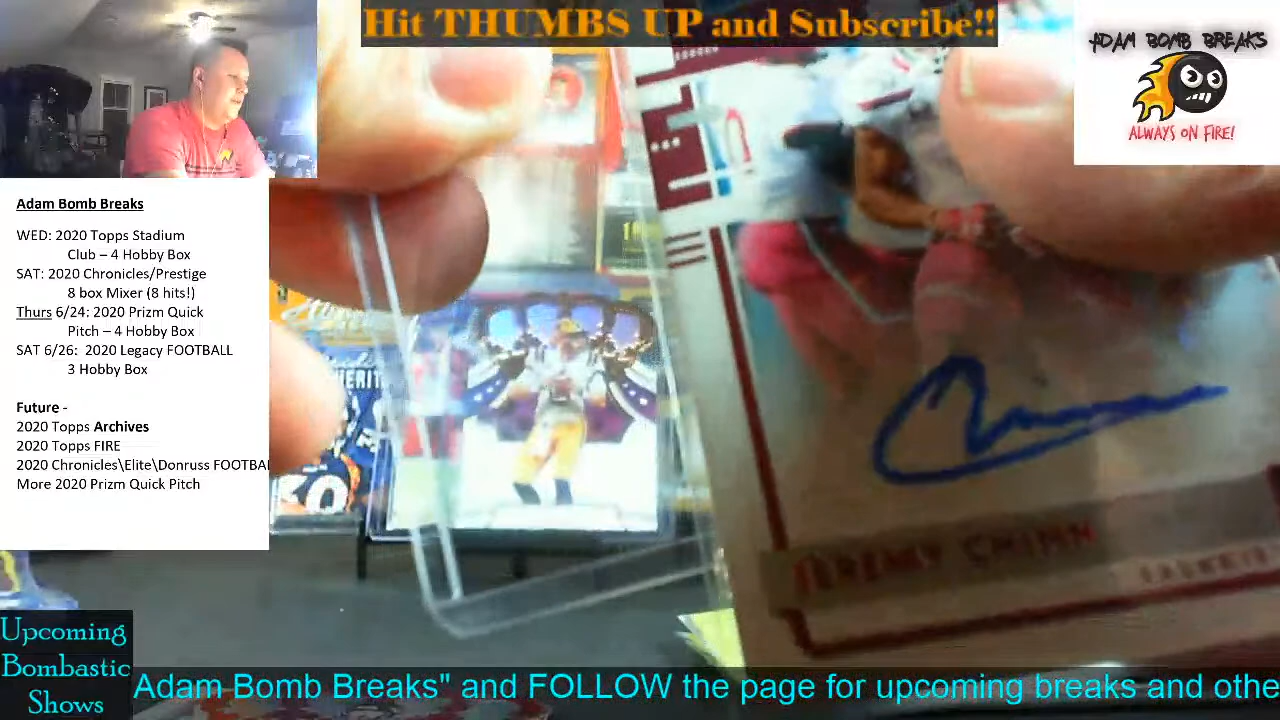 Hit THUMBS UP and Subscribe!!
ADAM BOMB BREAKS
ALWAYS ON FIRE!
Adam Bomb Breaks
WED: 2020 Topps Stadium
Club – 4 Hobby Box
SAT: 2020 Chronicles/Prestige
8 box Mixer (8 hits!)
Thurs 6/24: 2020 Prizm Quick
Pitch – 4 Hobby Box
SAT 6/26: 2020 Legacy FOOTBALL
3 Hobby Box
Future -
2020 Topps Archives
2020 Topps FIRE
2020 Chronicles\Elite\Donruss FOOTBA
More 2020 Prizm Quick Pitch
JEREMY CHINN
Upcoming
Bombastic
Shows
Adam Bomb Breaks" and FOLLOW the page for upcoming breaks and othe